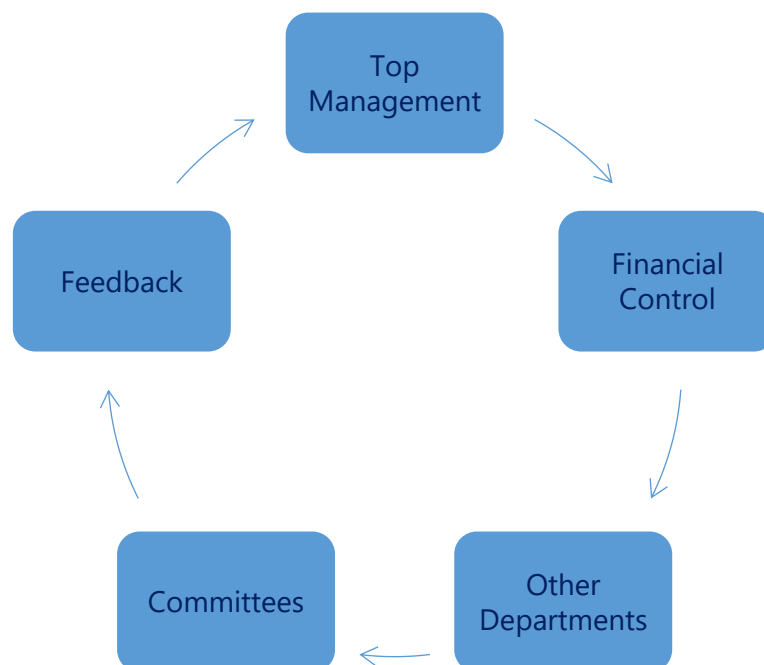 Top
Management
Financial
Control
Other
Departments
Committees
Feedback